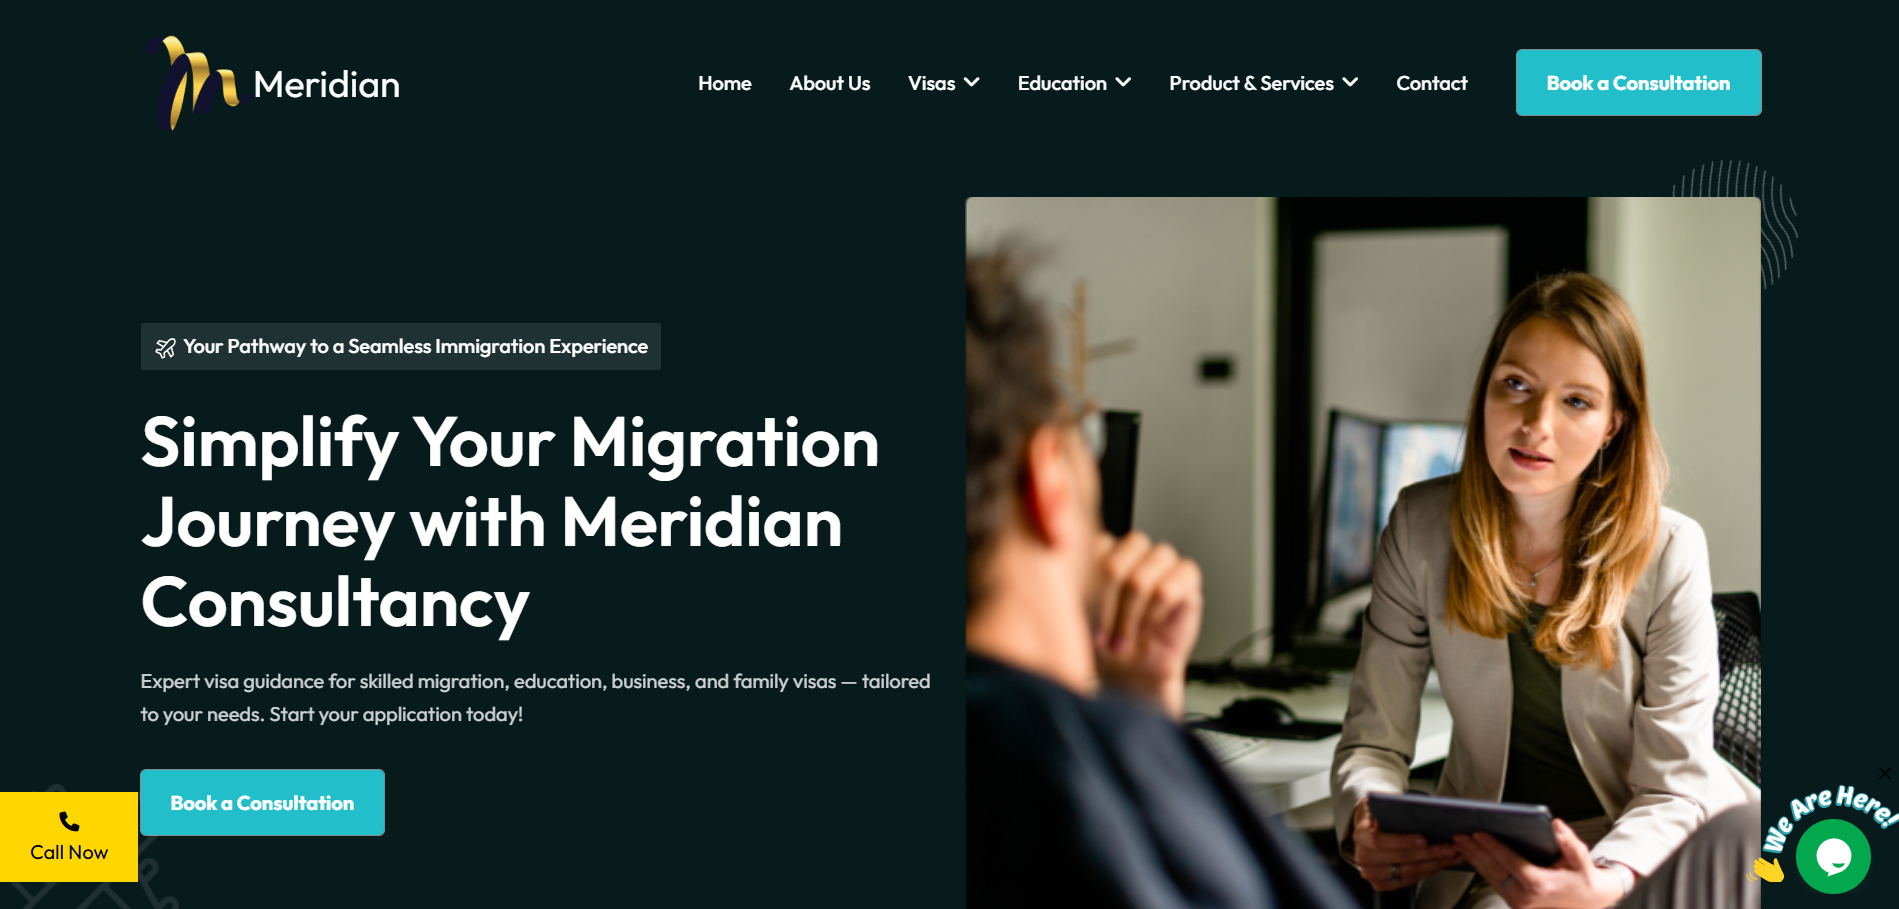 Meridian
Home
About Us
Visas
Education
Product & Services
Contact
Book a Consultation
Your Pathway to a Seamless Immigration Experience
Simplify Your Migration
Journey with Meridian
Consultancy
Expert visa guidance for skilled migration, education, business, and family visas — tailored
to your needs. Start your application today!
Book a Consultation
Call Now
We Are Here!